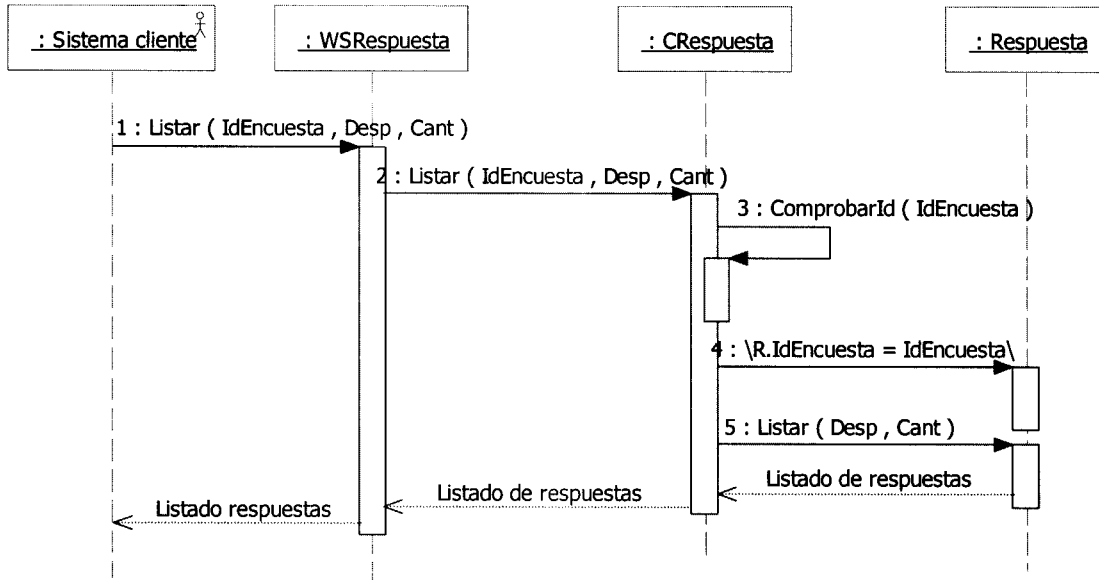 : Sistema cliente
: WSRespuesta
: CRespuesta
: Respuesta
1 : Listar ( IdEncuesta , Desp , Cant )
2 : Listar ( IdEncuesta , Desp , Cant )
3 : ComprobarId ( IdEncuesta )
4 : \R.IdEncuesta = IdEncuesta\
5 : Listar ( Desp , Cant )
Listado de respuestas
Listado de respuestas
Listado respuestas